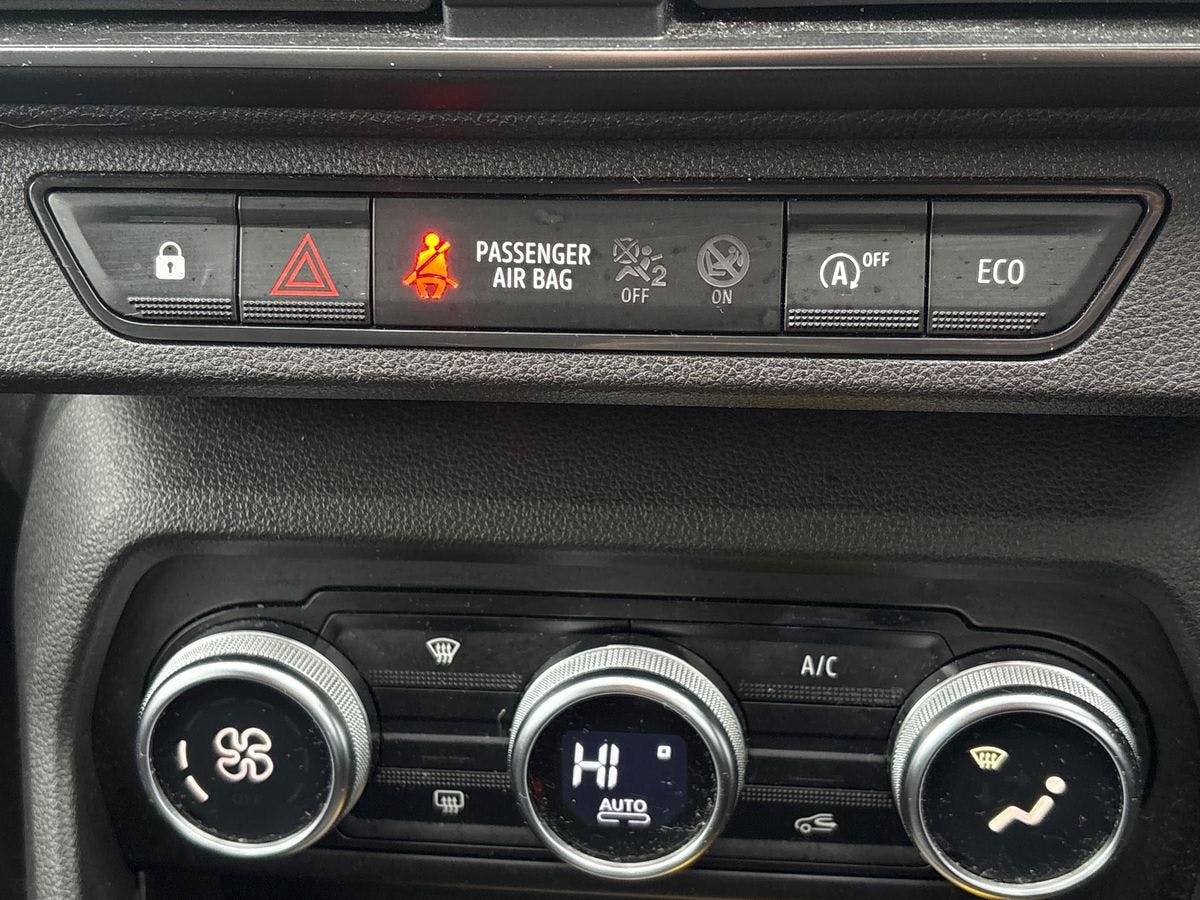 PASSENGER
AIR BAG
2
OFF
ON
A OFF
ECO
A/C
HI
AUTO